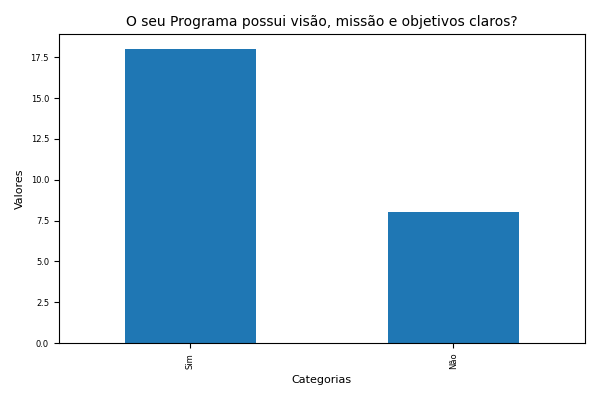 O seu Programa possui visão, missão e objetivos claros?
17.5
15.0
12.5
10.0
7.5
5.0
2.5
0.0
Valores
Sim
Não
Categorias